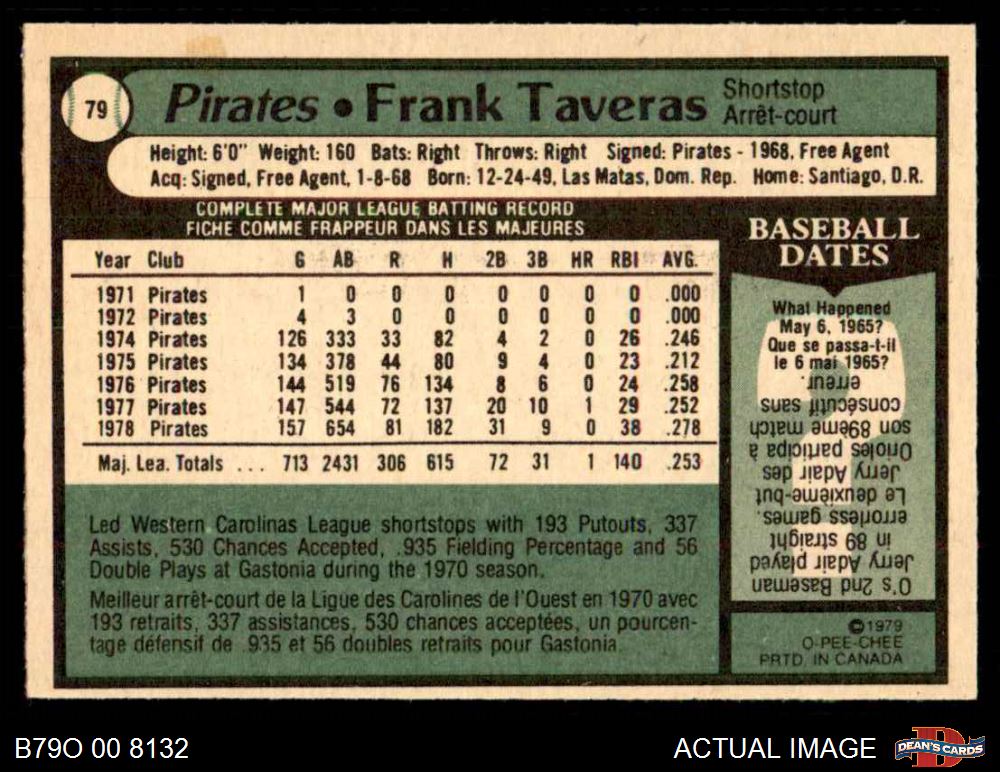 79
Pirates • Frank Taveras
Shortstop
Arrêt-court
Height: 6'0" Weight: 160 Bats: Right Throws: Right Signed: Pirates - 1968, Free Agent
Acq: Signed, Free Agent, 1-8-68 Born: 12-24-49, Las Matas, Dom. Rep. Home: Santiago, D.R.
COMPLETE MAJOR LEAGUE BATTING RECORD
FICHE COMME FRAPPEUR DANS LES MAJEURES
Year Club G AB R H 2B 3B HR RBI AVG.
1971 Pirates 1 0 0 0 0 0 0 0 .000
1972 Pirates 4 3 0 0 0 0 0 0 .000
1974 Pirates 126 333 33 82 4 2 0 26 .246
1975 Pirates 134 378 44 80 9 4 0 23 .212
1976 Pirates 144 519 76 134 8 6 0 24 .258
1977 Pirates 147 544 72 137 20 10 1 29 .252
1978 Pirates 157 654 81 182 31 9 0 38 .278
Maj. Lea. Totals ... 713 2431 306 615 72 31 1 140 .253
Led Western Carolinas League shortstops with 193 Putouts, 337
Assists, 530 Chances Accepted, .935 Fielding Percentage and 56
Double Plays at Gastonia during the 1970 season.
Meilleur arrêt-court de la Ligue des Carolines de l'Ouest en 1970 avec
193 retraits, 337 assistances, 530 chances acceptées, un pourcen-
tage défensif de .935 et 56 doubles retraits pour Gastonia.
BASEBALL
DATES
What Happened
May 6, 1965?
Que se passa-t-il
le 6 mai 1965?
O's 2nd Baseman
Jerry Adair played
in 89 straight
errorless games.
Le deuxième-but
Jerry Adair des
Orioles participa à
son 89ème match
consécutif sans
erreur.
©1979
O-PEE-CHEE
PRTD. IN CANADA
B79O 00 8132
ACTUAL IMAGE
D
DEAN'S CARDS